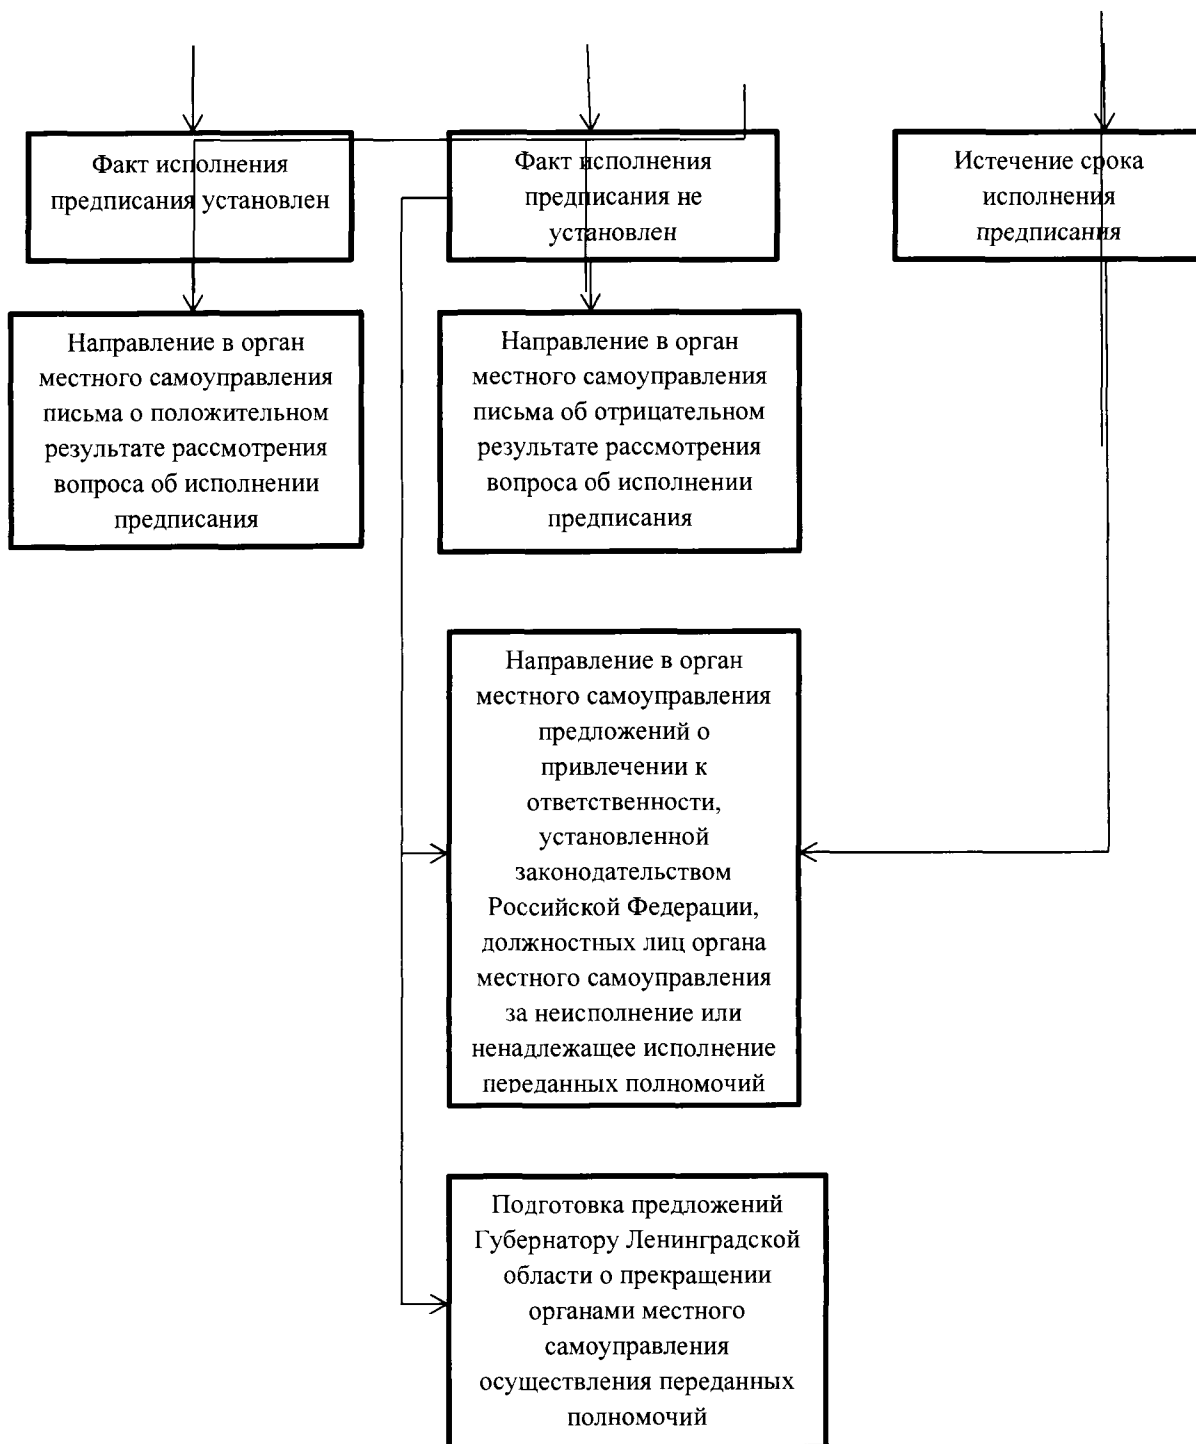 Факт исполнения
предписания установлен
Факт исполнения
предписания не
установлен
Истечение срока
исполнения
предписания
Направление в орган
местного самоуправления
письма о положительном
результате рассмотрения
вопроса об исполнении
предписания
Направление в орган
местного самоуправления
письма об отрицательном
результате рассмотрения
вопроса об исполнении
предписания
Направление в орган
местного самоуправления
предложений о
привлечении к
ответственности,
установленной
законодательством
Российской Федерации,
должностных лиц органа
местного самоуправления
за неисполнение или
ненадлежащее исполнение
переданных полномочий
Подготовка предложений
Губернатору Ленинградской
области о прекращении
органами местного
самоуправления
осуществления переданных
полномочий